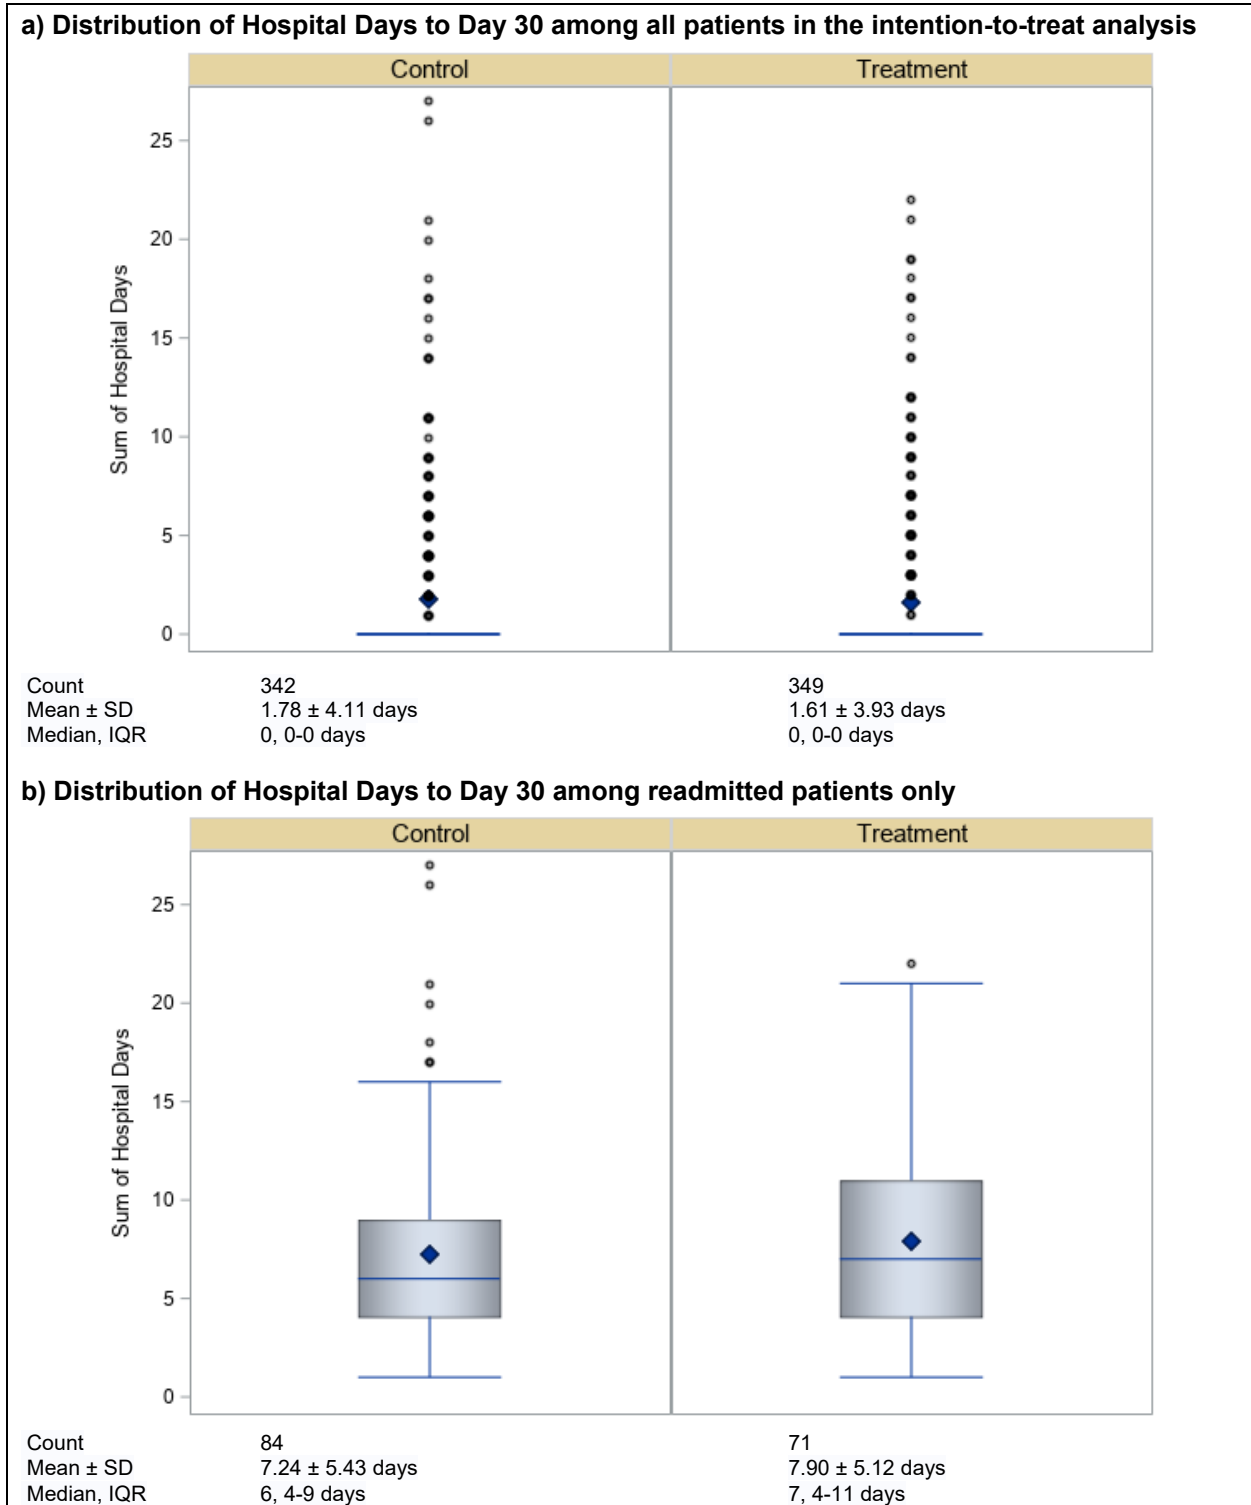 a) Distribution of Hospital Days to Day 30 among all patients in the intention-to-treat analysis
Control Treatment
25
20
15
10
5
0
Sum of Hospital Days
Count 342 349
Mean ± SD 1.78 ± 4.11 days 1.61 ± 3.93 days
Median, IQR 0, 0-0 days 0, 0-0 days
b) Distribution of Hospital Days to Day 30 among readmitted patients only
Control Treatment
25
20
15
10
5
0
Sum of Hospital Days
Count 84 71
Mean ± SD 7.24 ± 5.43 days 7.90 ± 5.12 days
Median, IQR 6, 4-9 days 7, 4-11 days